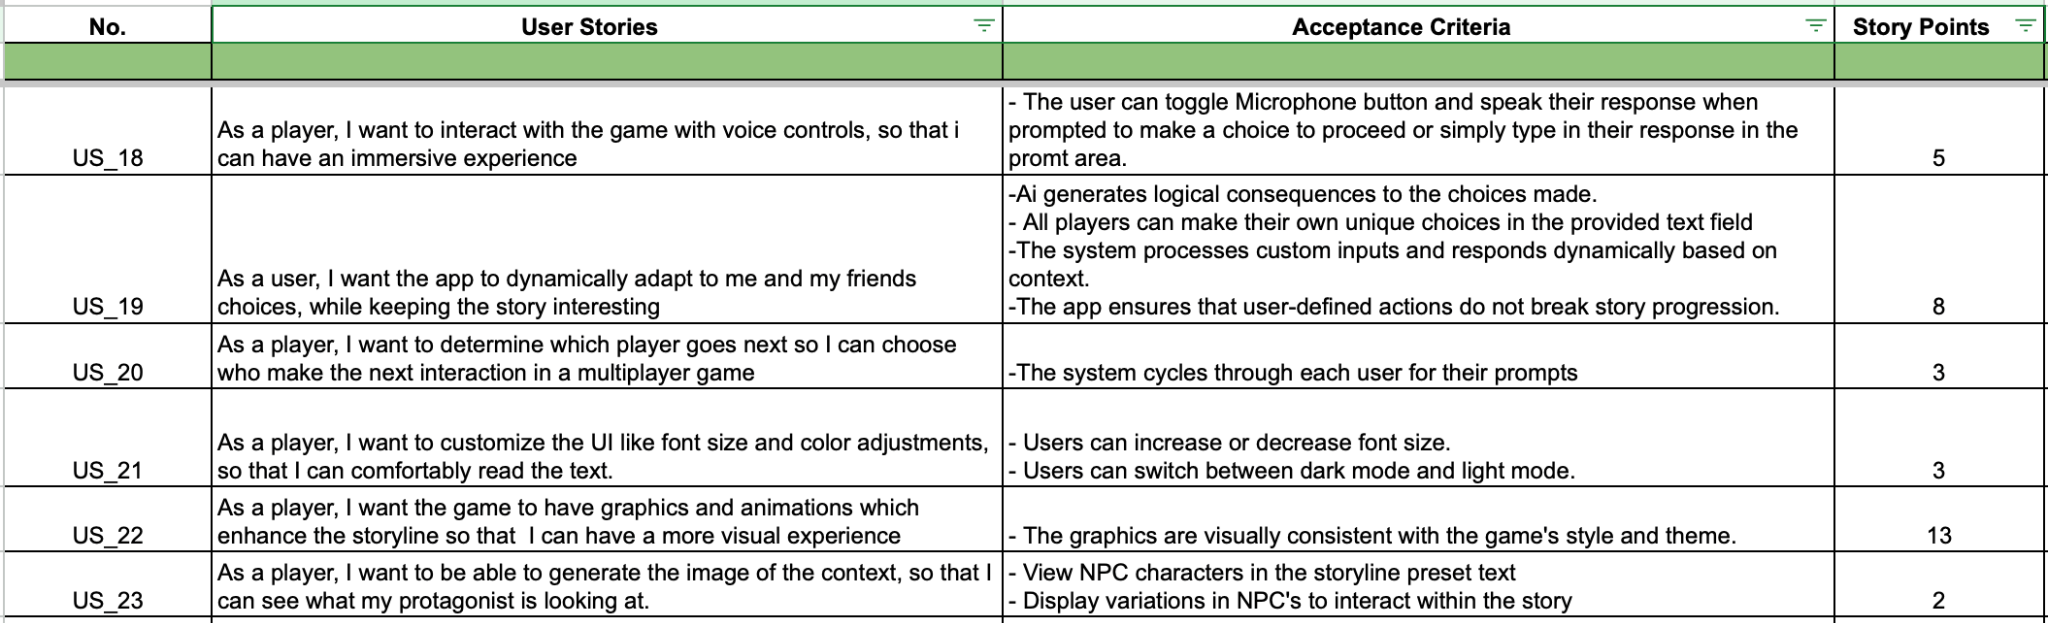 No.
User Stories
Acceptance Criteria
Story Points
US_18
As a player, I want to interact with the game with voice controls, so that i
can have an immersive experience
- The user can toggle Microphone button and speak their response when
prompted to make a choice to proceed or simply type in their response in the
promt area.
5
US_19
As a user, I want the app to dynamically adapt to me and my friends
choices, while keeping the story interesting
-Ai generates logical consequences to the choices made.
- All players can make their own unique choices in the provided text field
-The system processes custom inputs and responds dynamically based on
context.
-The app ensures that user-defined actions do not break story progression.
8
US_20
As a player, I want to determine which player goes next so I can choose
who make the next interaction in a multiplayer game
-The system cycles through each user for their prompts
3
US_21
As a player, I want to customize the UI like font size and color adjustments,
so that I can comfortably read the text.
- Users can increase or decrease font size.
- Users can switch between dark mode and light mode.
3
US_22
As a player, I want the game to have graphics and animations which
enhance the storyline so that  I can have a more visual experience
- The graphics are visually consistent with the game's style and theme.
13
US_23
As a player, I want to be able to generate the image of the context, so that I
can see what my protagonist is looking at.
- View NPC characters in the storyline preset text
- Display variations in NPC's to interact within the story
2